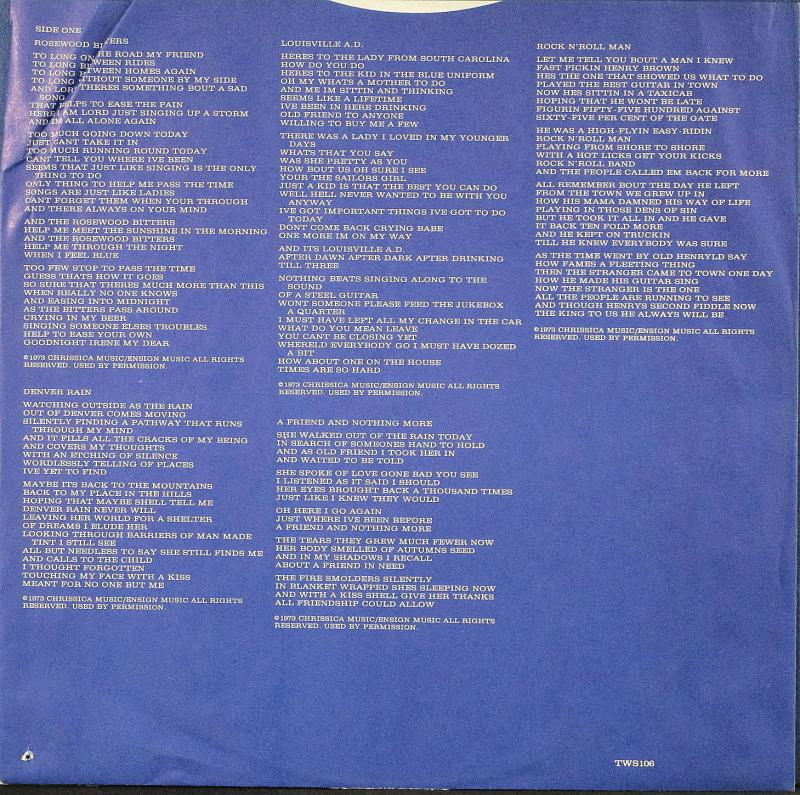 SIDE ONE
ROSEWOOD BITTERS
TO LONG ON THE ROAD MY FRIEND
TO LONG BETWEEN RIDES
TO LONG BETWEEN HOMES AGAIN
TO LONG WITHOUT SOMEONE BY MY SIDE
AND LORD THERES SOMETHING BOUT A SAD
SONG
THAT HELPS TO EASE THE PAIN
HERE I AM LORD JUST SINGING UP A STORM
AND IM ALL ALONE AGAIN
TOO MUCH GOING DOWN TODAY
JUST CANT TAKE IT IN
TOO MUCH RUNNING ROUND TODAY
CANT TELL YOU WHERE IVE BEEN
SEEMS THAT JUST LIKE SINGING IS THE ONLY
THING TO DO
ONLY THING TO HELP ME PASS THE TIME
SONGS ARE JUST LIKE LADIES
CANT FORGET THEM WHEN YOUR THROUGH
AND THERE ALWAYS ON YOUR MIND
AND THE ROSEWOOD BITTERS
HELP ME MEET THE SUNSHINE IN THE MORNING
AND THE ROSEWOOD BITTERS
HELP ME THROUGH THE NIGHT
WHEN I FEEL BLUE
TOO FEW STOP TO PASS THE TIME
GUESS THATS HOW IT GOES
SO SURE THAT THERES MUCH MORE THAN THIS
WHEN REALLY NO ONE KNOWS
AND EASING INTO MIDNIGHT
AS THE BITTERS PASS AROUND
CRYING IN MY BEER
SINGING SOMEONE ELSES TROUBLES
HELP TO EASE YOUR OWN
GOODNIGHT IRENE MY DEAR
©1973 CHRISSICA MUSIC/ENSIGN MUSIC ALL RIGHTS
RESERVED. USED BY PERMISSION.
DENVER RAIN
WATCHING OUTSIDE AS THE RAIN
OUT OF DENVER COMES MOVING
SILENTLY FINDING A PATHWAY THAT RUNS
THROUGH MY MIND
AND IT FILLS ALL THE CRACKS OF MY BEING
AND COVERS MY THOUGHTS
WITH AN ETCHING OF SILENCE
WORDLESSLY TELLING OF PLACES
IVE YET TO FIND
MAYBE ITS BACK TO THE MOUNTAINS
BACK TO MY PLACE IN THE HILLS
HOPING THAT MAYBE SHELL TELL ME
DENVER RAIN NEVER WILL
LEAVING HER WORLD FOR A SHELTER
OF DREAMS I ELUDE HER
LOOKING THROUGH BARRIERS OF MAN MADE
TINT I STILL SEE
ALL BUT NEEDLESS TO SAY SHE STILL FINDS ME
AND CALLS TO THE CHILD
I THOUGHT FORGOTTEN
TOUCHING MY FACE WITH A KISS
MEANT FOR NO ONE BUT ME
©1973 CHRISSICA MUSIC/ENSIGN MUSIC ALL RIGHTS
RESERVED. USED BY PERMISSION.
LOUISVILLE A.D.
HERES TO THE LADY FROM SOUTH CAROLINA
HOW DO YOU DO
HERES TO THE KID IN THE BLUE UNIFORM
OH MY WHATS A MOTHER TO DO
AND ME IM SITTIN AND THINKING
SEEMS LIKE A LIFETIME
IVE BEEN IN HERE DRINKING
OLD FRIEND TO ANYONE
WILLING TO BUY ME A FEW
THERE WAS A LADY I LOVED IN MY YOUNGER
DAYS
WHATS THAT YOU SAY
WAS SHE PRETTY AS YOU
HOW BOUT US OH SURE I SEE
YOUR THE SAILORS GIRL
JUST A KID IS THAT THE BEST YOU CAN DO
WELL HELL NEVER WANTED TO BE WITH YOU
ANYWAY
IVE GOT IMPORTANT THINGS IVE GOT TO DO
TODAY
DONT COME BACK CRYING BABE
ONE MORE IM ON MY WAY
AND ITS LOUISVILLE A.D.
AFTER DAWN AFTER DARK AFTER DRINKING
TILL THREE
NOTHING BEATS SINGING ALONG TO THE
SOUND
OF A STEEL GUITAR
WONT SOMEONE PLEASE FEED THE JUKEBOX
A QUARTER
I MUST HAVE LEFT ALL MY CHANGE IN THE CAR
WHAT DO YOU MEAN LEAVE
YOU CANT BE CLOSING YET
WHERELD EVERYBODY GO I MUST HAVE DOZED
A BIT
HOW ABOUT ONE ON THE HOUSE
TIMES ARE SO HARD
©1973 CHRISSICA MUSIC/ENSIGN MUSIC ALL RIGHTS
RESERVED. USED BY PERMISSION.
A FRIEND AND NOTHING MORE
SHE WALKED OUT OF THE RAIN TODAY
IN SEARCH OF SOMEONES HAND TO HOLD
AND AS OLD FRIEND I TOOK HER IN
AND WAITED TO BE TOLD
SHE SPOKE OF LOVE GONE BAD YOU SEE
I LISTENED AS IT SAID I SHOULD
HER EYES BROUGHT BACK A THOUSAND TIMES
JUST LIKE I KNEW THEY WOULD
OH HERE I GO AGAIN
JUST WHERE IVE BEEN BEFORE
A FRIEND AND NOTHING MORE
THE TEARS THEY GREW MUCH FEWER NOW
HER BODY SMELLED OF AUTUMNS SEED
AND IN MY SHADOWS I RECALL
ABOUT A FRIEND IN NEED
THE FIRE SMOLDERS SILENTLY
IN BLANKET WRAPPED SHES SLEEPING NOW
AND WITH A KISS SHELL GIVE HER THANKS
ALL FRIENDSHIP COULD ALLOW
©1973 CHRISSICA MUSIC/ENSIGN MUSIC ALL RIGHTS
RESERVED. USED BY PERMISSION.
ROCK N'ROLL MAN
LET ME TELL YOU BOUT A MAN I KNEW
FAST PICKIN HENRY BROWN
HES THE ONE THAT SHOWED US WHAT TO DO
PLAYED THE BEST GUITAR IN TOWN
NOW HES SITTIN IN A TAXICAB
HOPING THAT HE WON'T BE LATE
FIGURIN FIFTY-FIVE HUNDRED AGAINST
SIXTY-FIVE PER CENT OF THE GATE
HE WAS A HIGH-FLYIN EASY-RIDIN
ROCK N'ROLL MAN
PLAYING FROM SHORE TO SHORE
WITH A HOT LICKS GET YOUR KICKS
ROCK N'ROLL BAND
AND THE PEOPLE CALLED EM BACK FOR MORE
ALL REMEMBER BOUT THE DAY HE LEFT
FROM THE TOWN WE GREW UP IN
HOW HIS MAMA DAMNED HIS WAY OF LIFE
PLAYING IN THOSE DENS OF SIN
BUT HE TOOK IT ALL IN AND HE GAVE
IT BACK TEN FOLD MORE
AND HE KEPT ON TRUCKIN
TILL HE KNEW EVERYBODY WAS SURE
AS THE TIME WENT BY OLD HENRYLD SAY
HOW FAMES A FLEETING THING
THEN THE STRANGER CAME TO TOWN ONE DAY
HOW HE MADE HIS GUITAR SING
NOW THE STRANGER IS THE ONE
ALL THE PEOPLE ARE RUNNING TO SEE
AND THOUGH HENRYS SECOND FIDDLE NOW
THE KING TO US HE ALWAYS WILL BE
©1973 CHRISSICA MUSIC/ENSIGN MUSIC ALL RIGHTS
RESERVED. USED BY PERMISSION.
TWS106